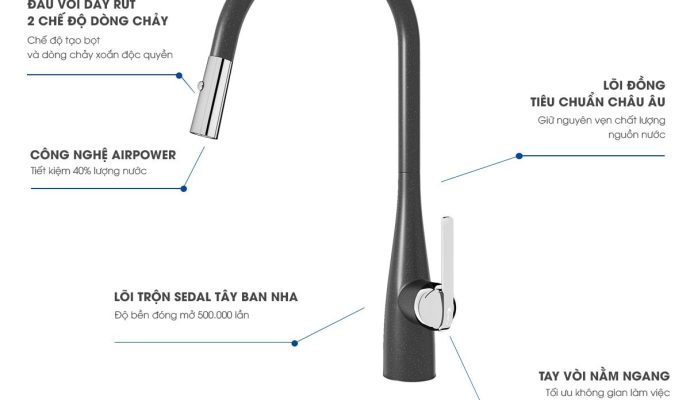 ĐẦU VÒI DÂY RÚT
2 CHẾ ĐỘ DÒNG CHẢY
Chế độ tạo bọt
và dòng chảy xoắn độc quyền
CÔNG NGHỆ AIRPOWER
Tiết kiệm 40% lượng nước
LÕI ĐỒNG
TIÊU CHUẨN CHÂU ÂU
Giữ nguyên vẹn chất lượng
nguồn nước
LÕI TRỘN SEDAL TÂY BAN NHA
Độ bền đóng mở 500.000 lần
TAY VÒI NẰM NGANG
Tối ưu không gian làm việc